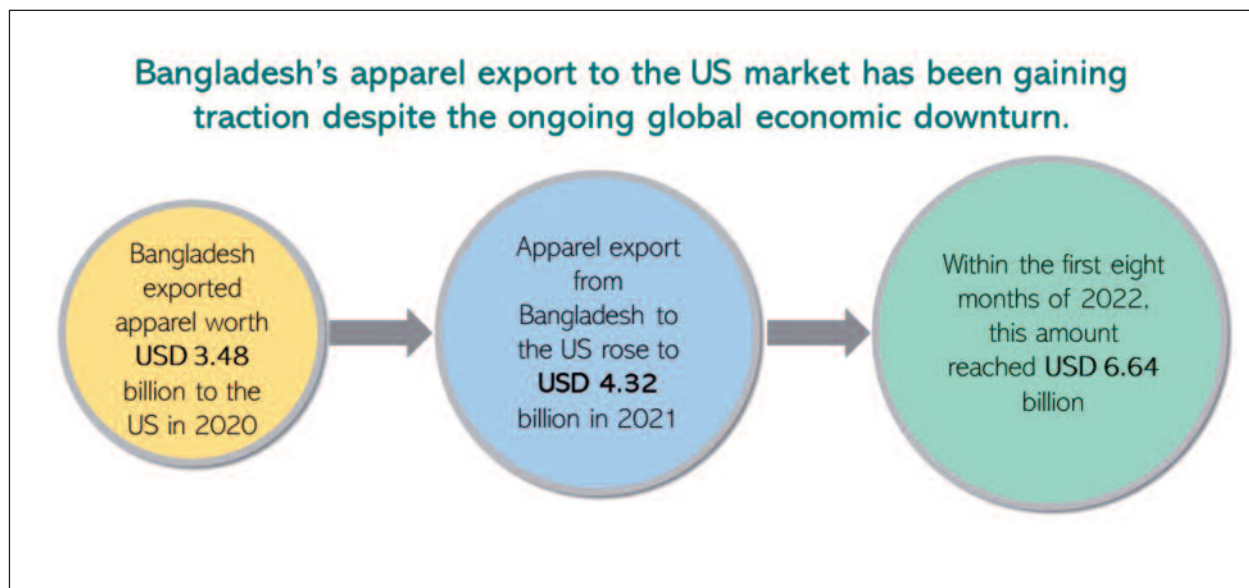 Bangladesh’s apparel export to the US market has been gaining
traction despite the ongoing global economic downturn.
Bangladesh
exported
apparel worth
USD 3.48
billion to the
US in 2020
Apparel export
from
Bangladesh to
the US rose to
USD 4.32
billion in 2021
Within the first eight
months of 2022,
this amount
reached USD 6.64
billion